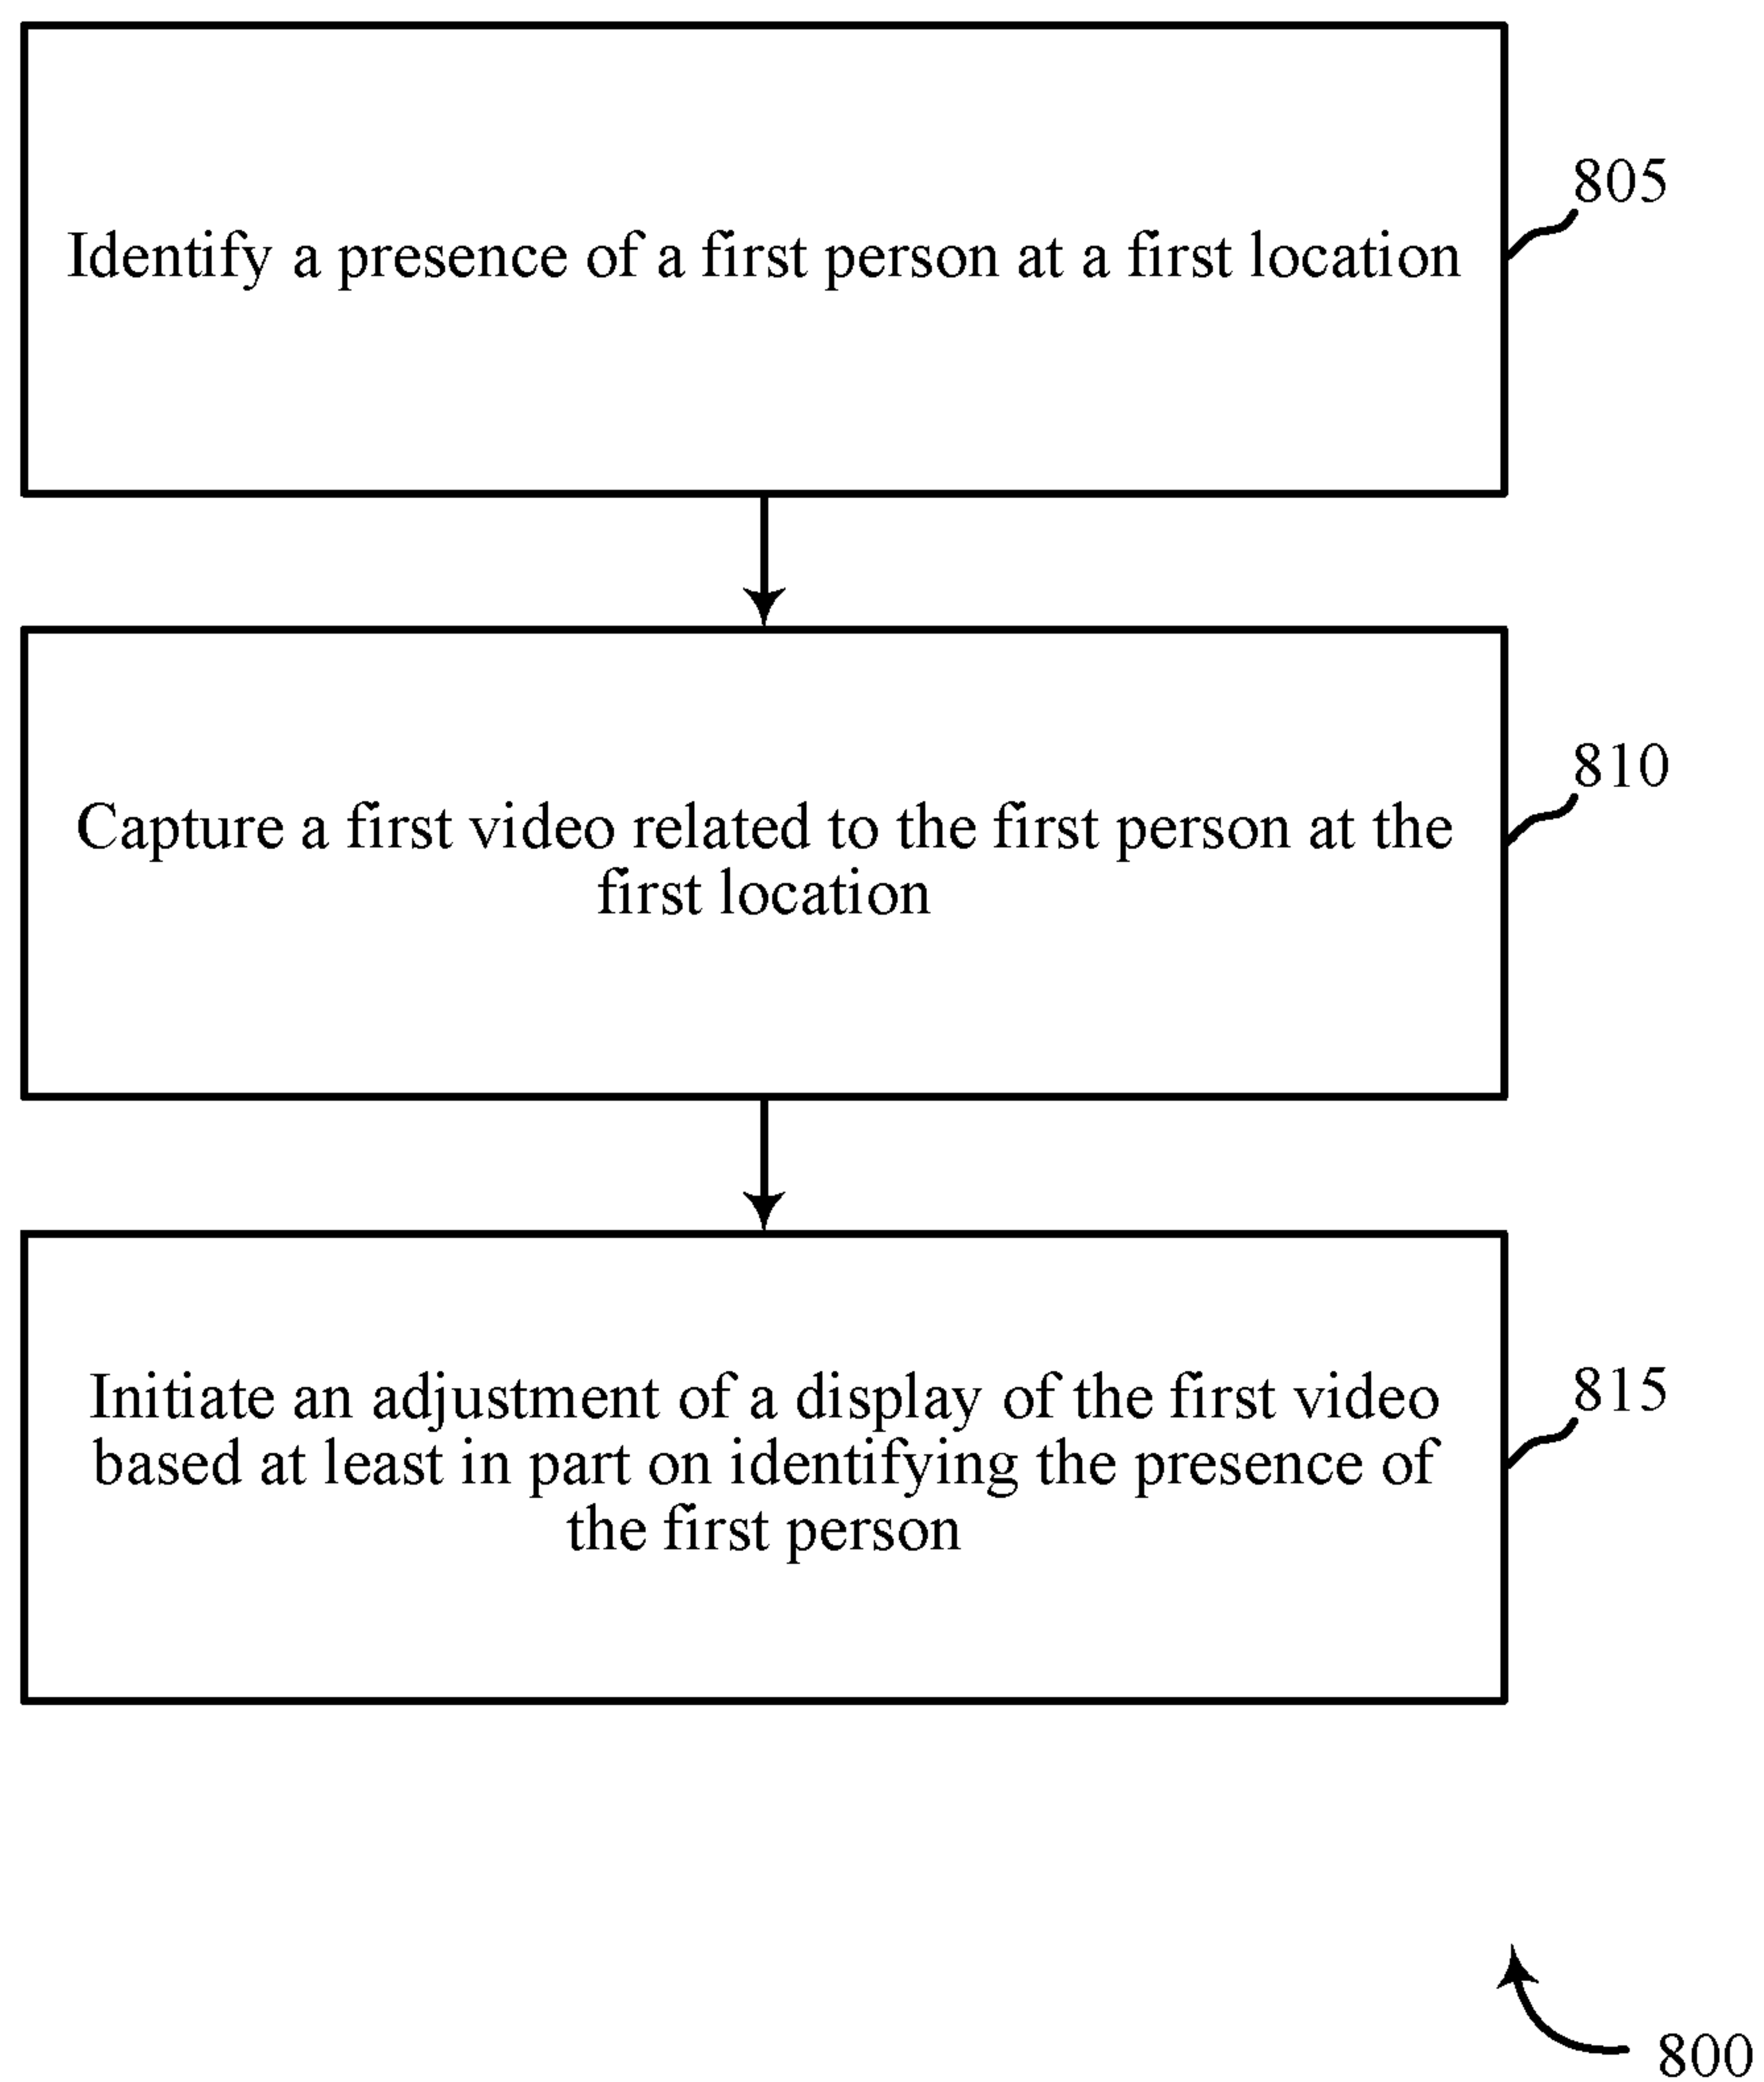 805
Identify a presence of a first person at a first location
810
Capture a first video related to the first person at the
first location
815
Initiate an adjustment of a display of the first video
based at least in part on identifying the presence of
the first person
800